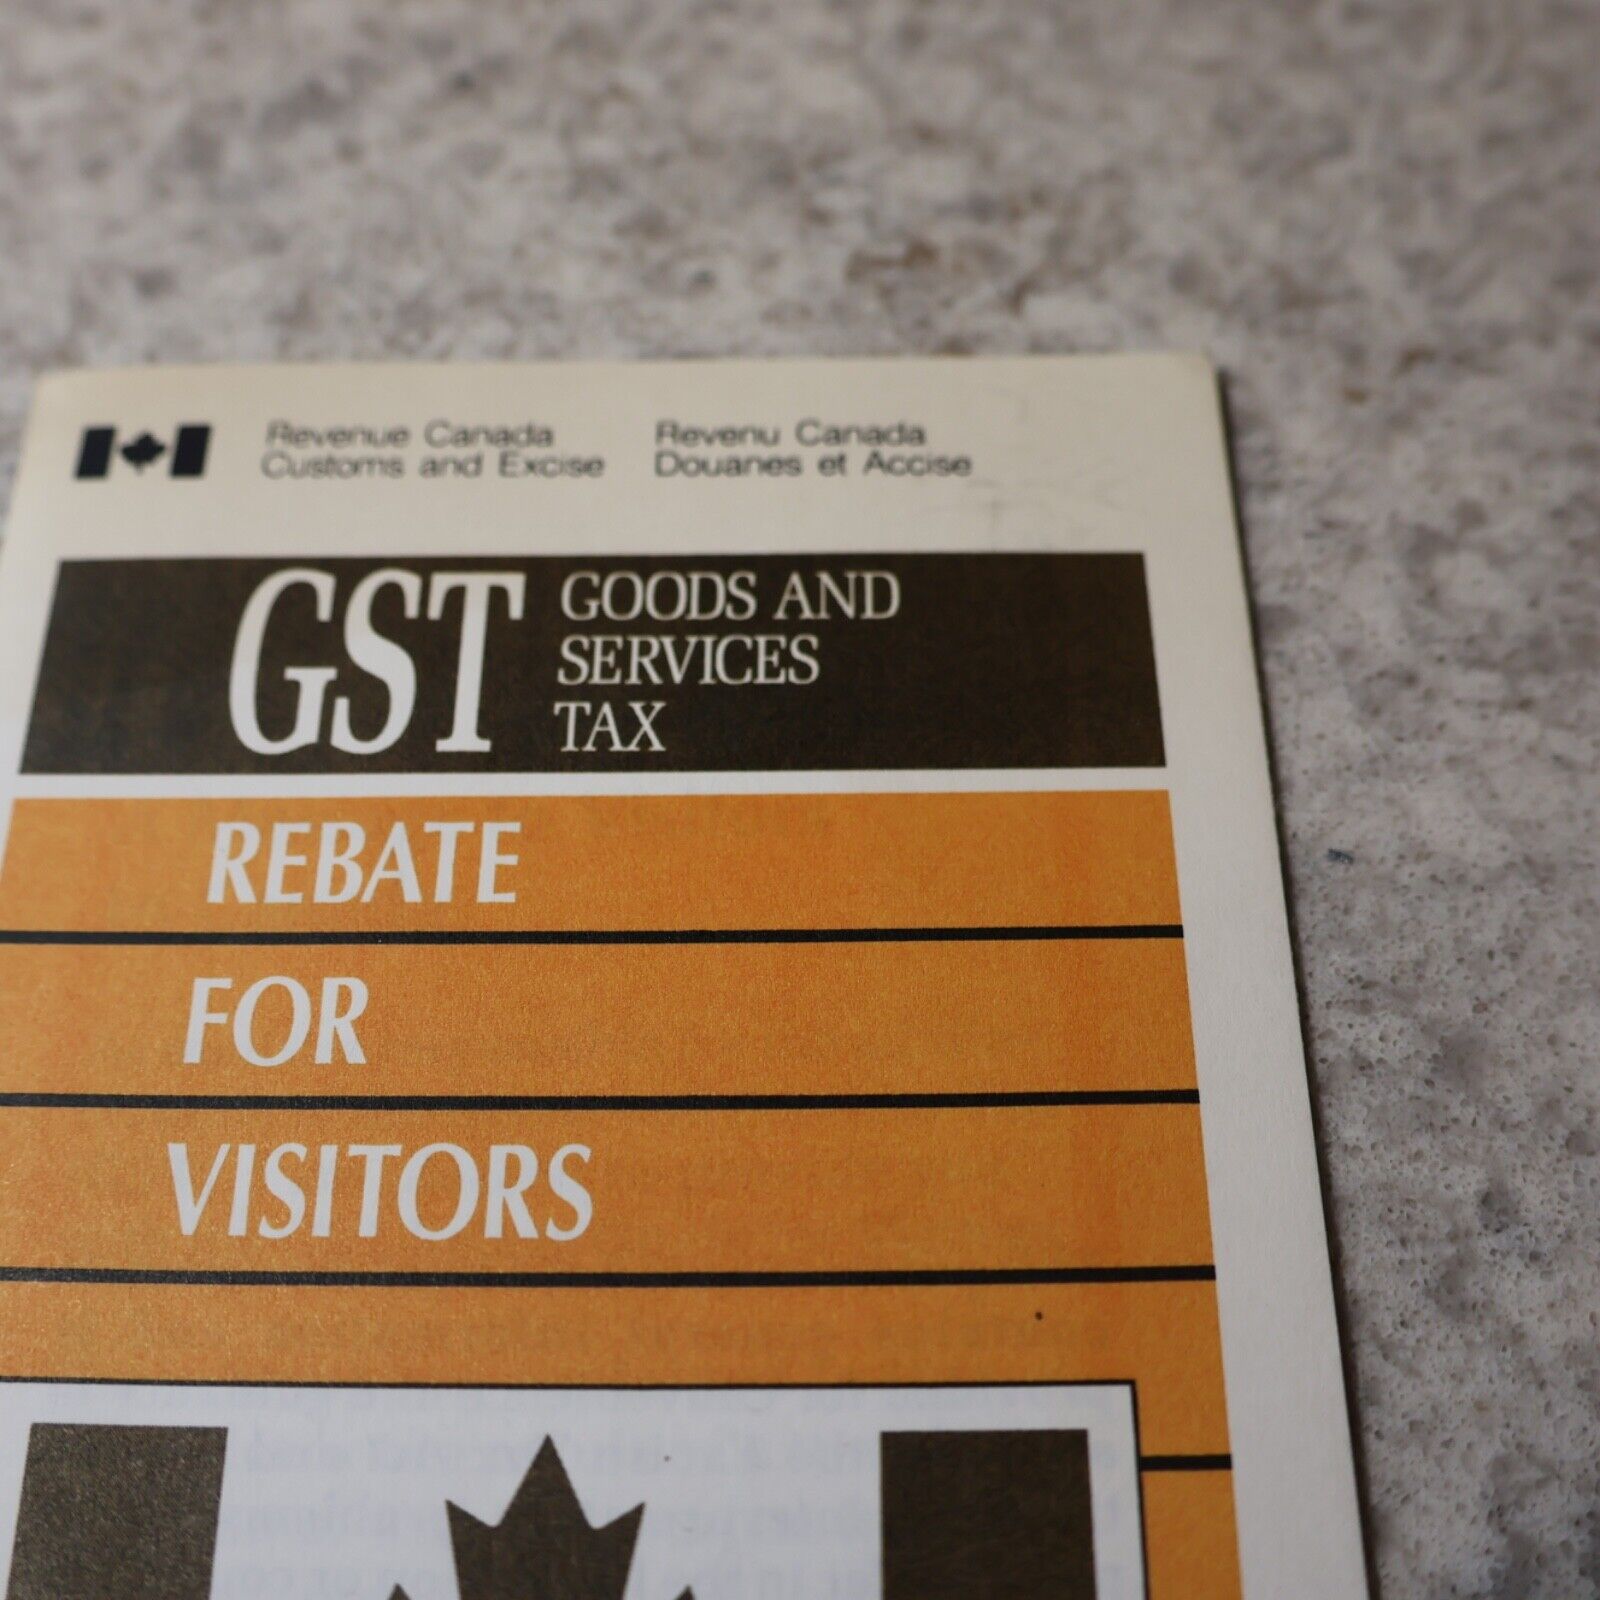 Revenue Canada
Customs and Excise
Revenu Canada
Douanes et Accise
GST
GOODS AND
SERVICES
TAX
REBATE
FOR
VISITORS